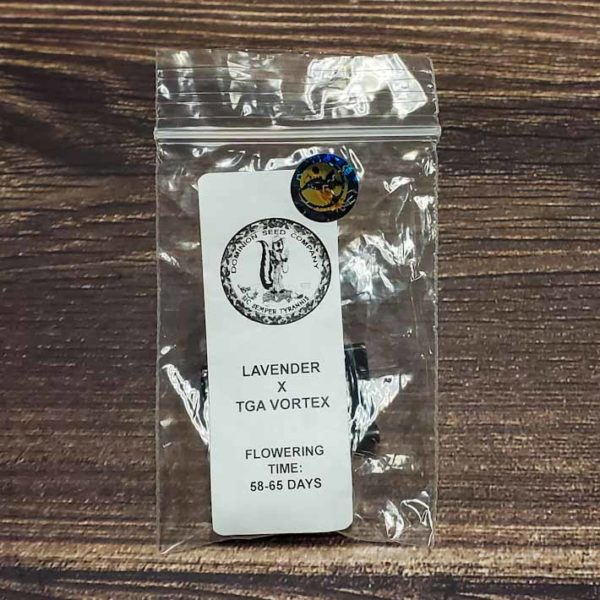 DOMINION SEED COMPANY
SIC SEMPER TYRANNIS
LAVENDER
X
TGA VORTEX
FLOWERING
TIME:
58-65 DAYS